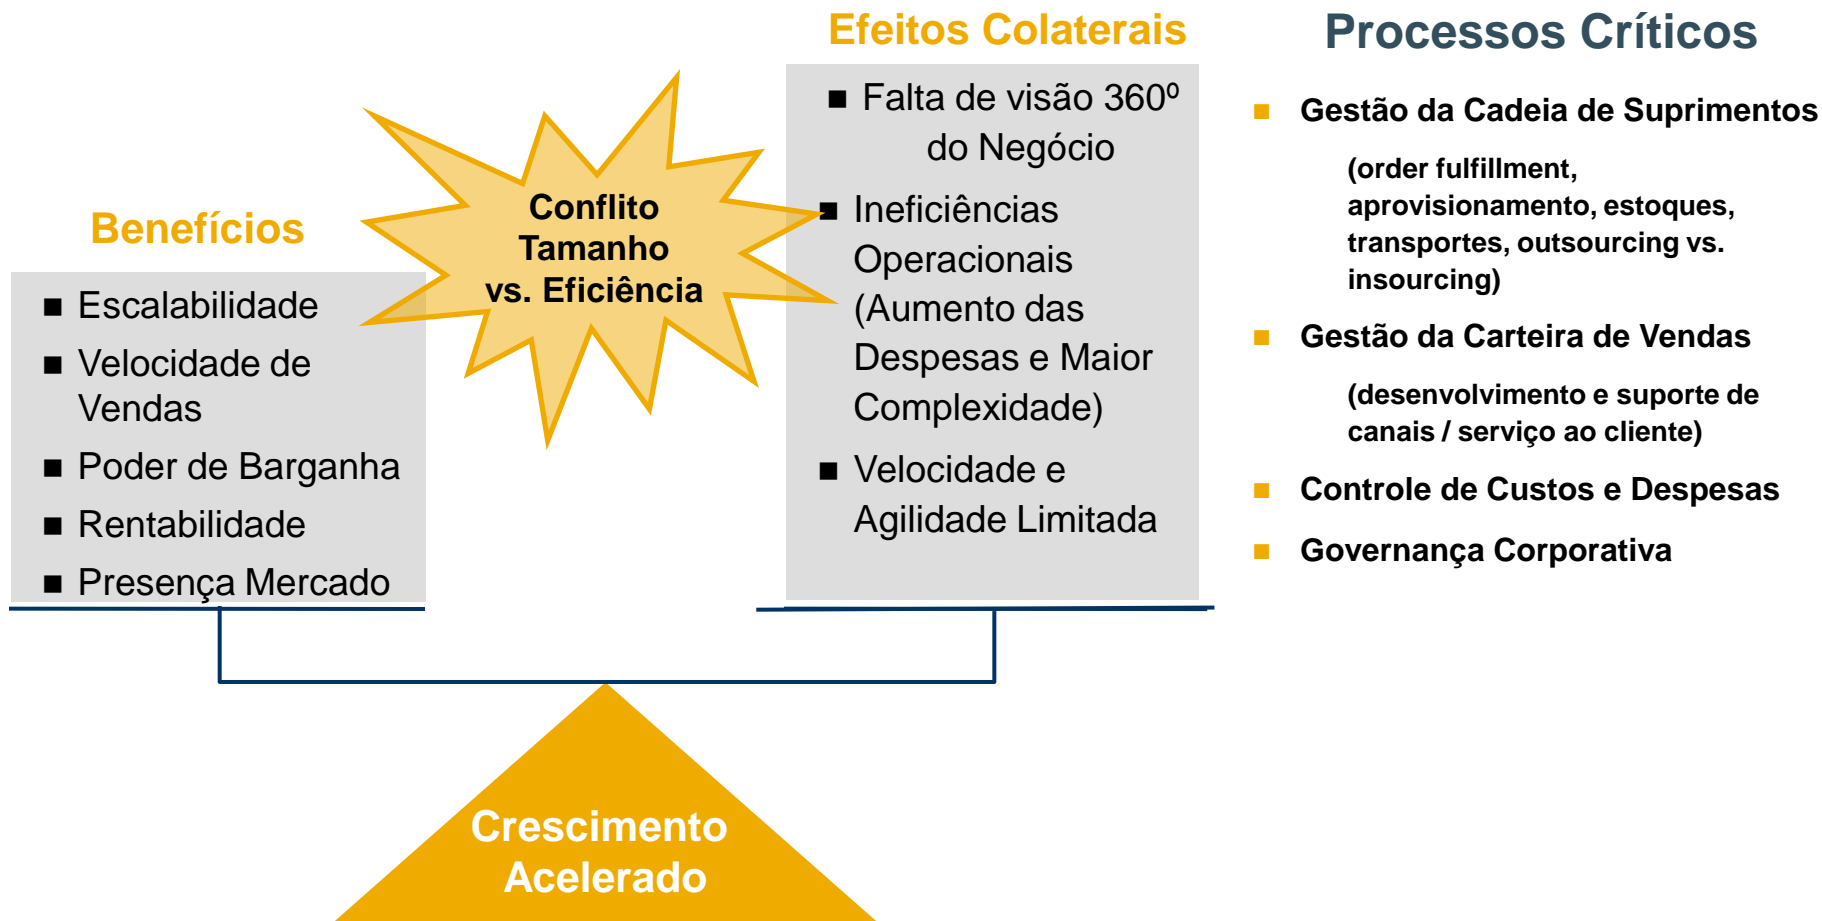 Benefícios
Escalabilidade
Velocidade de
Vendas
Poder de Barganha
Rentabilidade
Presença Mercado
Conflito
Tamanho
vs. Eficiência
Efeitos Colaterais
Falta de visão 360º
do Negócio
Ineficiências
Operacionais
(Aumento das
Despesas e Maior
Complexidade)
Velocidade e
Agilidade Limitada
Crescimento
Acelerado
Processos Críticos
Gestão da Cadeia de Suprimentos
(order fulfillment,
aprovisionamento, estoques,
transportes, outsourcing vs.
insourcing)
Gestão da Carteira de Vendas
(desenvolvimento e suporte de
canais / serviço ao cliente)
Controle de Custos e Despesas
Governança Corporativa